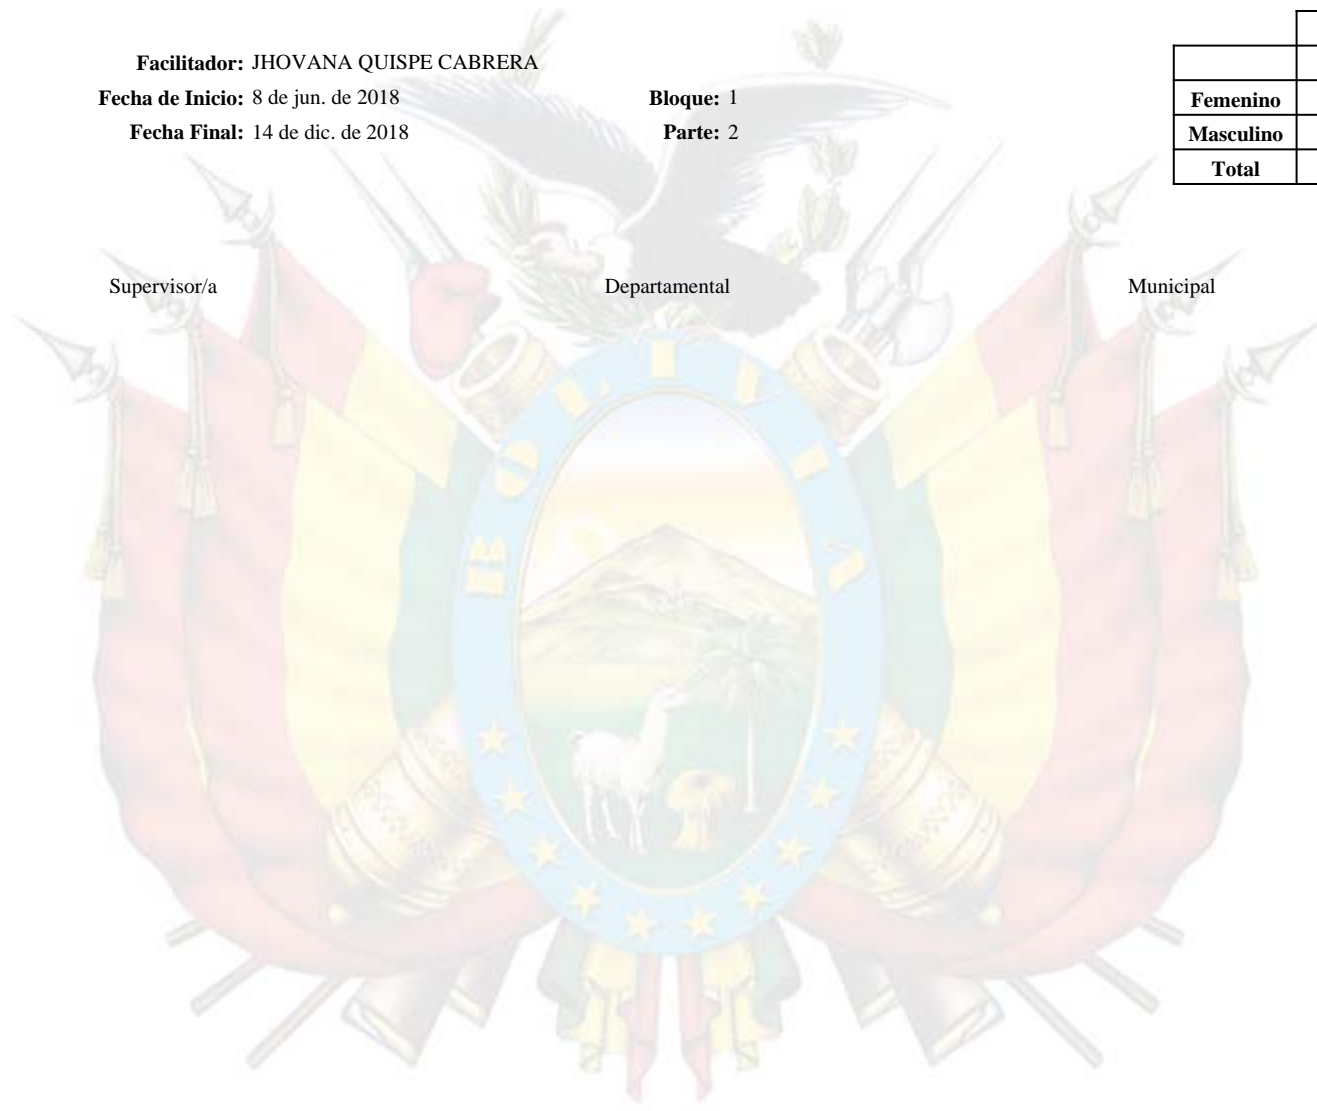 Facilitador: JHOVANA QUISPE CABRERA
Fecha de Inicio: 8 de jun. de 2018 Bloque: 1
Fecha Final: 14 de dic. de 2018 Parte: 2
Femenino
Masculino
Total
Supervisor/a Departamental Municipal
BOLIVIA